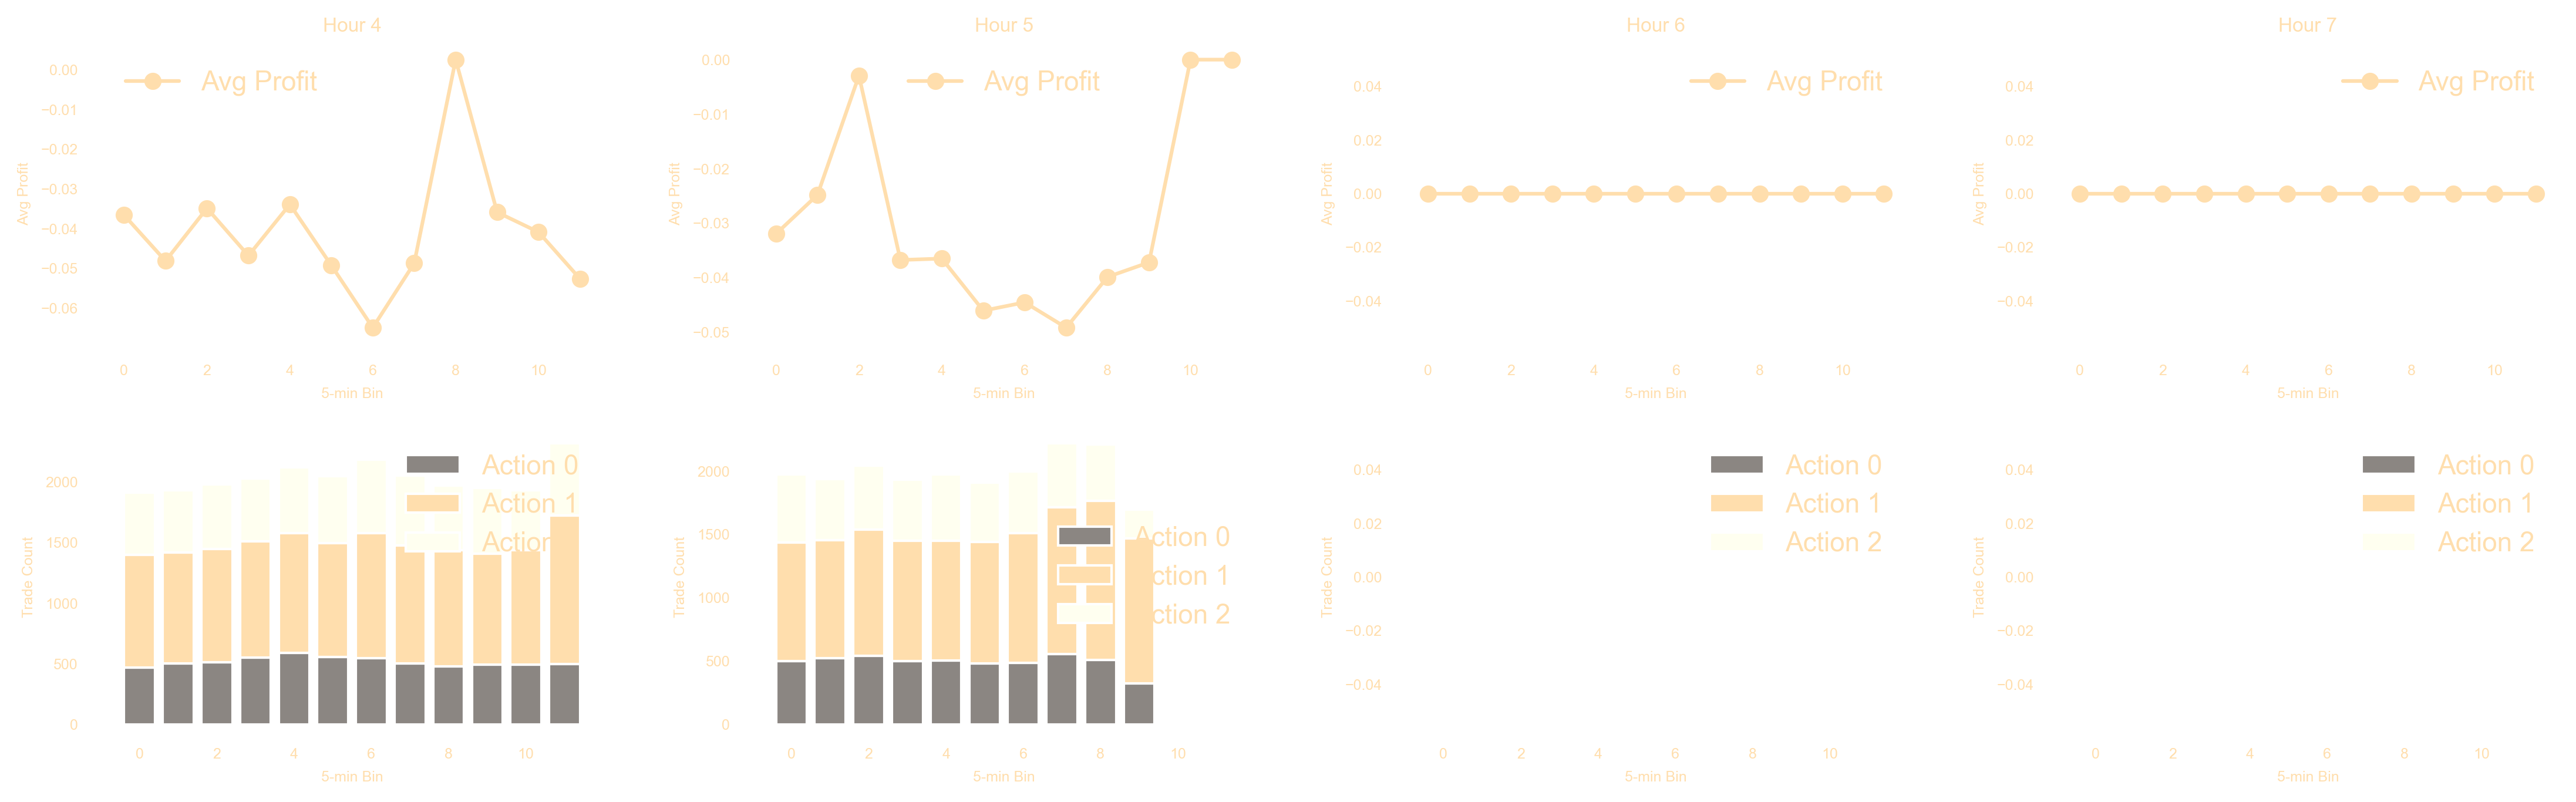 Hour 4
Avg Profit
Avg Profit
0.00
−0.01
−0.02
−0.03
−0.04
−0.05
−0.06
0 2 4 6 8 10
5-min Bin
Hour 5
Avg Profit
Avg Profit
0.00
−0.01
−0.02
−0.03
−0.04
−0.05
0 2 4 6 8 10
5-min Bin
Hour 6
Avg Profit
Avg Profit
0.04
0.02
0.00
−0.02
−0.04
0 2 4 6 8 10
5-min Bin
Hour 7
Avg Profit
Avg Profit
0.04
0.02
0.00
−0.02
−0.04
0 2 4 6 8 10
5-min Bin
Action 0
Action 1
Action
Trade Count
2000
1500
1000
500
0
0 2 4 6 8 10
5-min Bin
Action 0
Action 1
Action 2
Trade Count
2000
1500
1000
500
0
0 2 4 6 8 10
5-min Bin
Action 0
Action 1
Action 2
Trade Count
0.04
0.02
0.00
−0.02
−0.04
0 2 4 6 8 10
5-min Bin
Action 0
Action 1
Action 2
Trade Count
0.04
0.02
0.00
−0.02
−0.04
0 2 4 6 8 10
5-min Bin